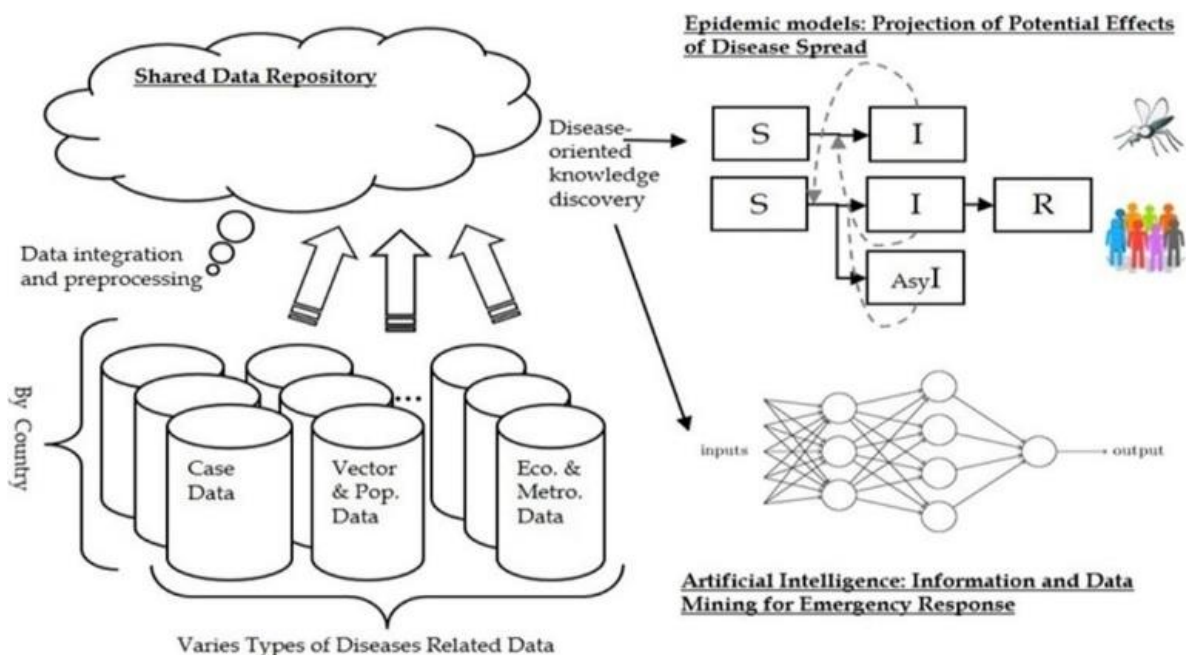 Shared Data Repository
Data integration
and preprocessing
By Country
Case
Data
Vector
& Pop.
Data
...
Eco. &
Metro.
Data
Varies Types of Diseases Related Data
Disease-
oriented
knowledge
discovery
Epidemic models: Projection of Potential Effects
of Disease Spread
S
I
S
I
R
AsyI
inputs
output
Artificial Intelligence: Information and Data
Mining for Emergency Response